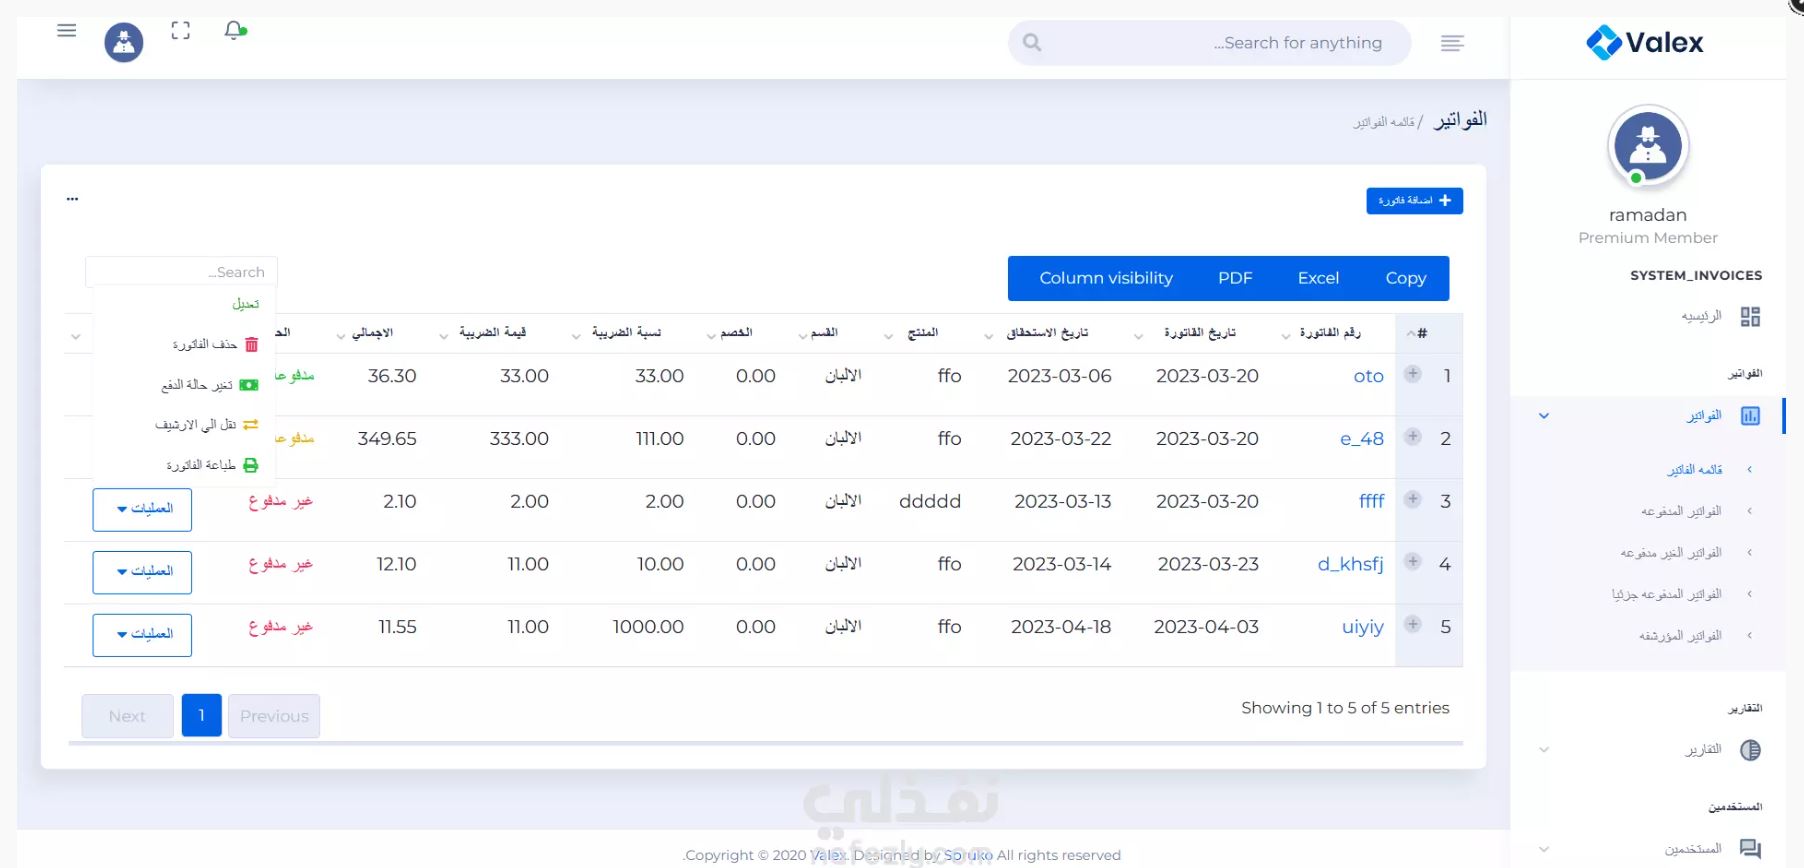 Valex
Search for anything...
ramadan
Premium Member
SYSTEM_INVOICES
الرئيسيه
الفواتير
الفواتير
قائمه الفاتير
الفواتير المدفوعه
الفواتير الغير مدفوعه
الفواتير المدفوعه جزئيا
الفواتير المؤرشفه
التقارير
التقارير
المستخدمين
المستخدمين
الفواتير / قائمه الفواتير
اضافة فاتورة
...
Copy Excel PDF Column visibility
Search...
تعديل
حذف الفاتورة
تغير حالة الدفع
نقل الي الارشيف
طباعة الفاتورة
# رقم الفاتورة تاريخ الفاتورة تاريخ الاستحقاق المنتج القسم الخصم نسبة الضريبة قيمة الضريبة الاجمالي
1 oto 2023-03-20 2023-03-06 ffo الالبان 0.00 33.00 33.00 36.30
2 e_48 2023-03-20 2023-03-22 ffo الالبان 0.00 111.00 333.00 349.65
3 ffff 2023-03-20 2023-03-13 ddddd الالبان 0.00 2.00 2.00 2.10 غير مدفوع العمليات
4 d_khsfj 2023-03-23 2023-03-14 ffo الالبان 0.00 10.00 11.00 12.10 غير مدفوع العمليات
5 uiyiy 2023-04-03 2023-04-18 ffo الالبان 0.00 1000.00 11.00 11.55 غير مدفوع العمليات
Showing 1 to 5 of 5 entries
Previous 1 Next
نفذلي
nafezly.com
Copyright © 2020 Valex. Designed by Spruko All rights reserved.